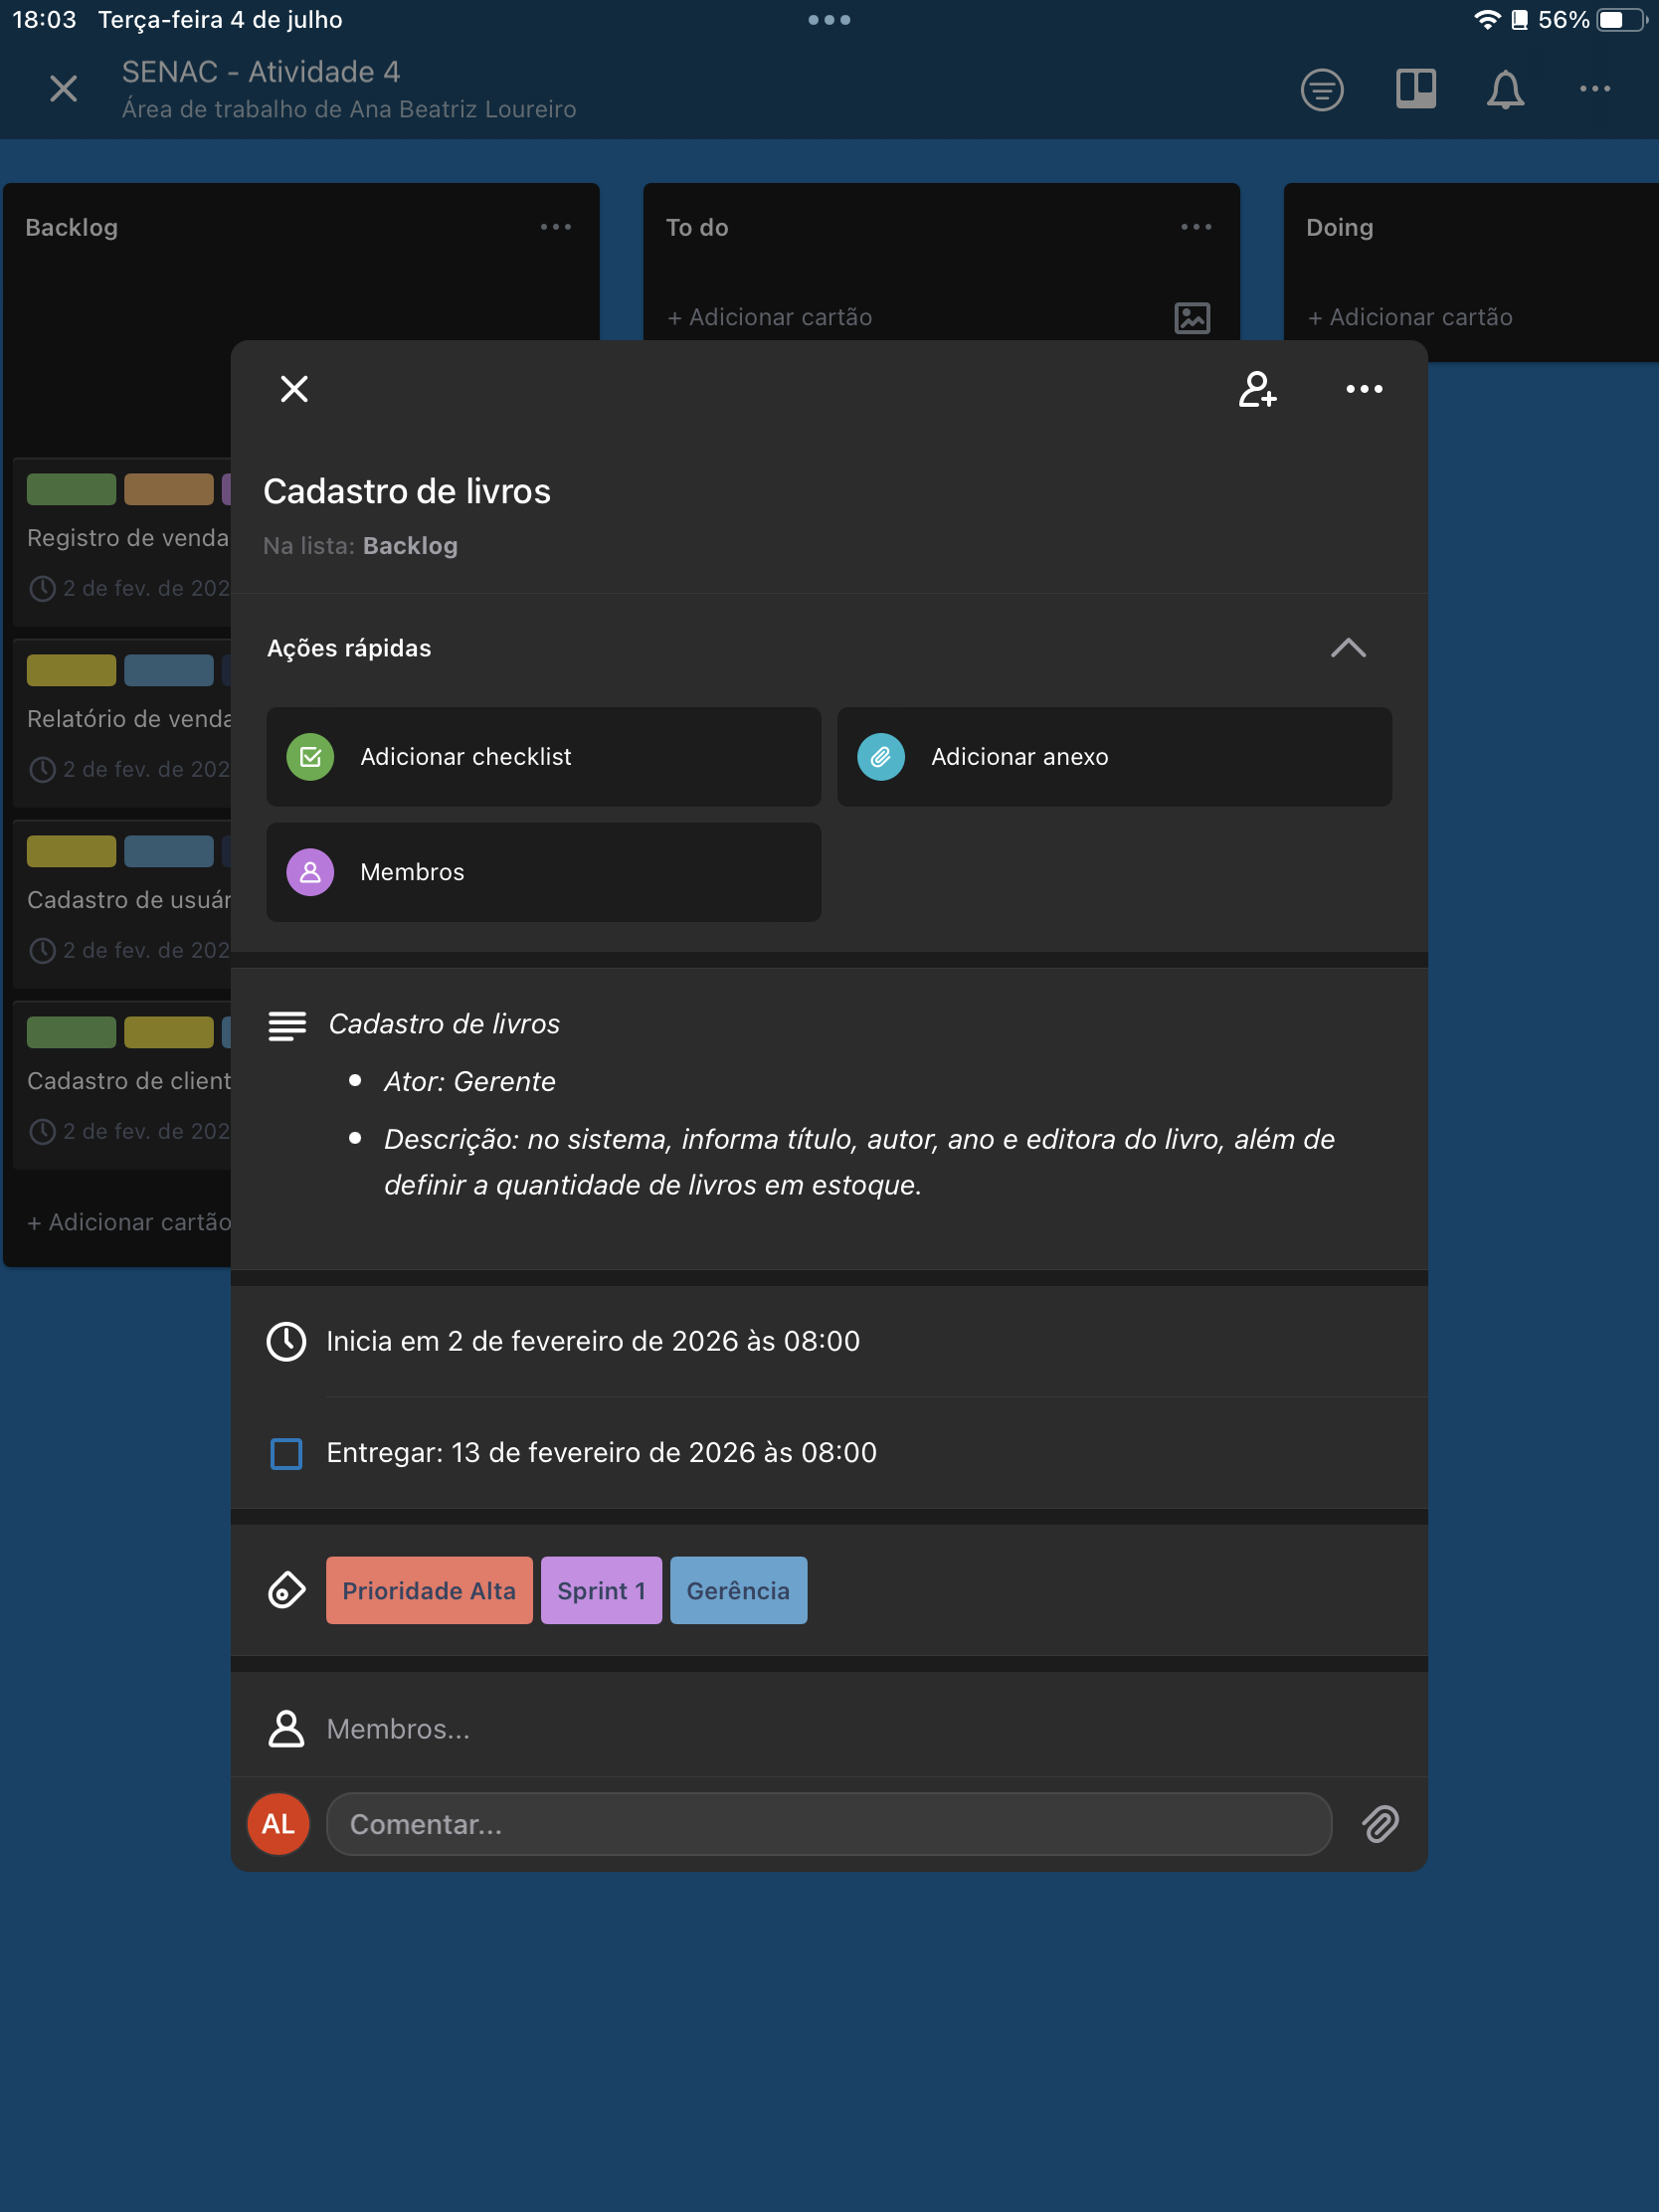 18:03 Terça-feira 4 de julho
56%
SENAC - Atividade 4
Área de trabalho de Ana Beatriz Loureiro
Backlog
To do
Doing
+ Adicionar cartão
+ Adicionar cartão
Registro de venda
2 de fev. de 202
Relatório de venda
2 de fev. de 202
Cadastro de usuár
2 de fev. de 202
Cadastro de client
2 de fev. de 202
+ Adicionar cartão
Cadastro de livros
Na lista: Backlog
Ações rápidas
Adicionar checklist
Adicionar anexo
Membros
Cadastro de livros
• Ator: Gerente
• Descrição: no sistema, informa título, autor, ano e editora do livro, além de
definir a quantidade de livros em estoque.
Inicia em 2 de fevereiro de 2026 às 08:00
Entregar: 13 de fevereiro de 2026 às 08:00
Prioridade Alta
Sprint 1
Gerência
Membros...
AL
Comentar...